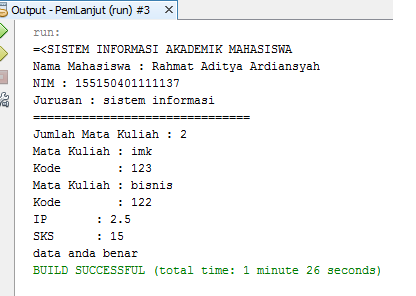 Output - PemLanjut (run) #3
run:
=<SISTEM INFORMASI AKADEMIK MAHASISWA
Nama Mahasiswa : Rahmat Aditya Ardiansyah
NIM : 155150401111137
Jurusan : sistem informasi
===============================
Jumlah Mata Kuliah : 2
Mata Kuliah : imk
Kode : 123
Mata Kuliah : bisnis
Kode : 122
IP : 2.5
SKS : 15
data anda benar
BUILD SUCCESSFUL (total time: 1 minute 26 seconds)